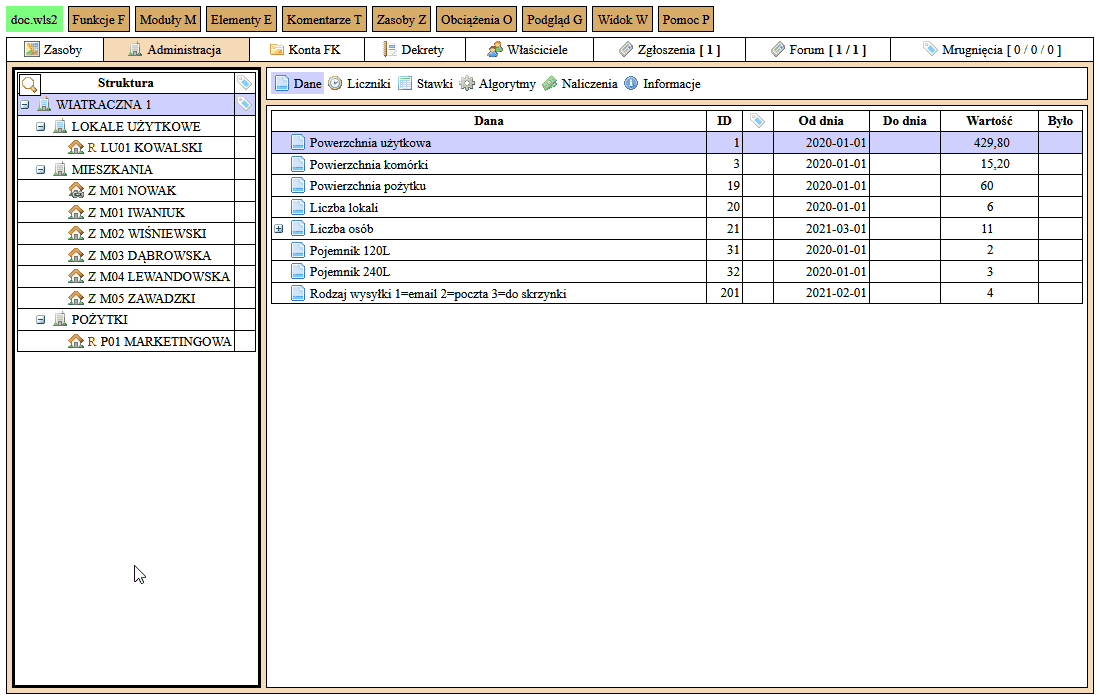 doc.wls2 Funkcje F Moduły M Elementy E Komentarze T Zasoby Z Obciążenia O Podgląd G Widok W Pomoc P
Zasoby Administracja Konta FK Dekrety Właściciele Zgłoszenia [ 1 ] Forum [ 1 / 1 ] Mrugnięcia [ 0 / 0 / 0 ]
Struktura
WIATRACZNA 1
LOKALE UŻYTKOWE
R LU01 KOWALSKI
MIESZKANIA
Z M01 NOWAK
Z M01 IWANIUK
Z M02 WIŚNIEWSKI
Z M03 DĄBROWSKA
Z M04 LEWANDOWSKA
Z M05 ZAWADZKI
POŻYTKI
R P01 MARKETINGOWA
Dane Liczniki Stawki Algorytmy Naliczenia Informacje
Dana ID Od dnia Do dnia Wartość Było
Powerzchnia użytkowa 1 2020-01-01 429,80
Powierzchnia komórki 3 2020-01-01 15,20
Powierzchnia pożytku 19 2020-01-01 60
Liczba lokali 20 2020-01-01 6
Liczba osób 21 2021-03-01 11
Pojemnik 120L 31 2020-01-01 2
Pojemnik 240L 32 2020-01-01 3
Rodzaj wysyłki 1=email 2=poczta 3=do skrzynki 201 2021-02-01 4